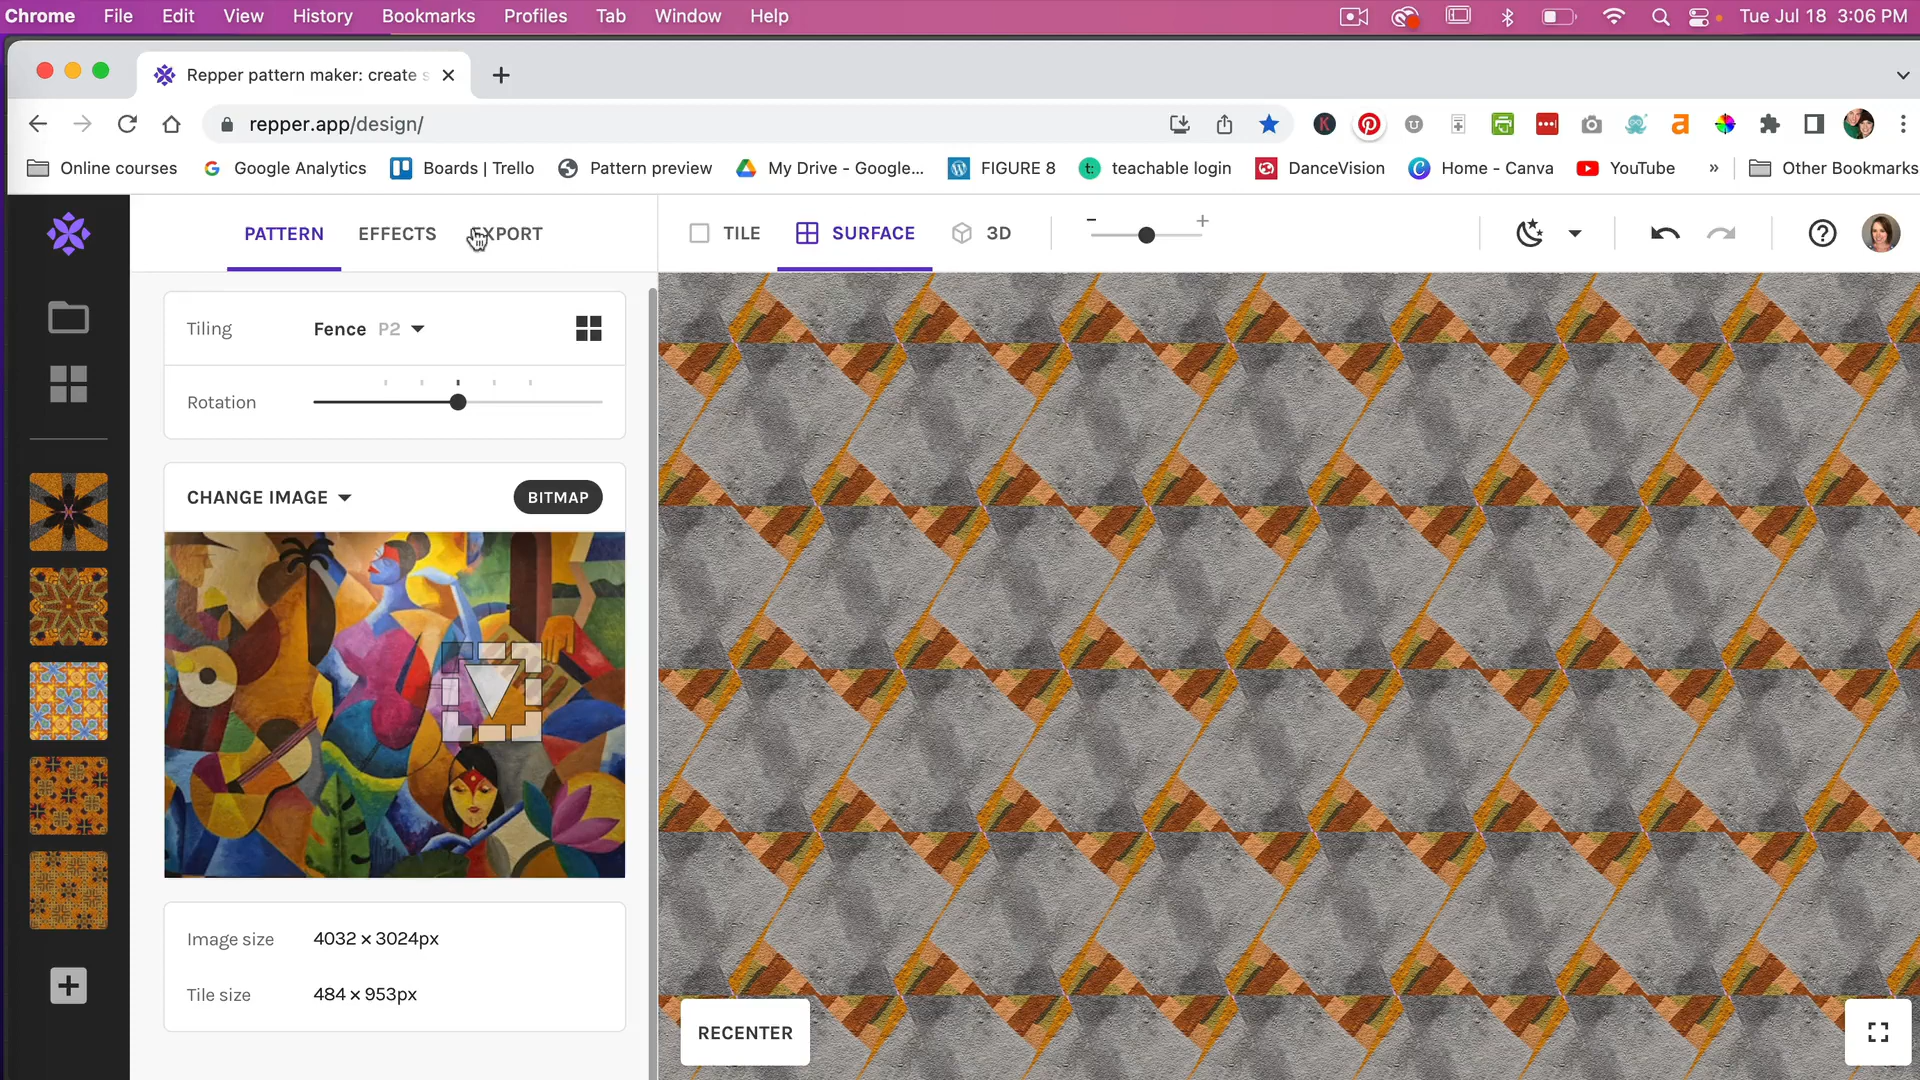 Chrome File Edit View History Bookmarks Profiles Tab Window Help Tue Jul 18 3:06 PM
Repper pattern maker: create s
repper.app/design/
Online courses Google Analytics Boards | Trello Pattern preview My Drive - Google... FIGURE 8 teachable login DanceVision Home - Canva YouTube » Other Bookmarks
PATTERN EFFECTS EXPORT TILE SURFACE 3D
Tiling Fence P2
Rotation
CHANGE IMAGE BITMAP
Image size 4032 x 3024px
Tile size 484 x 953px
RECENTER